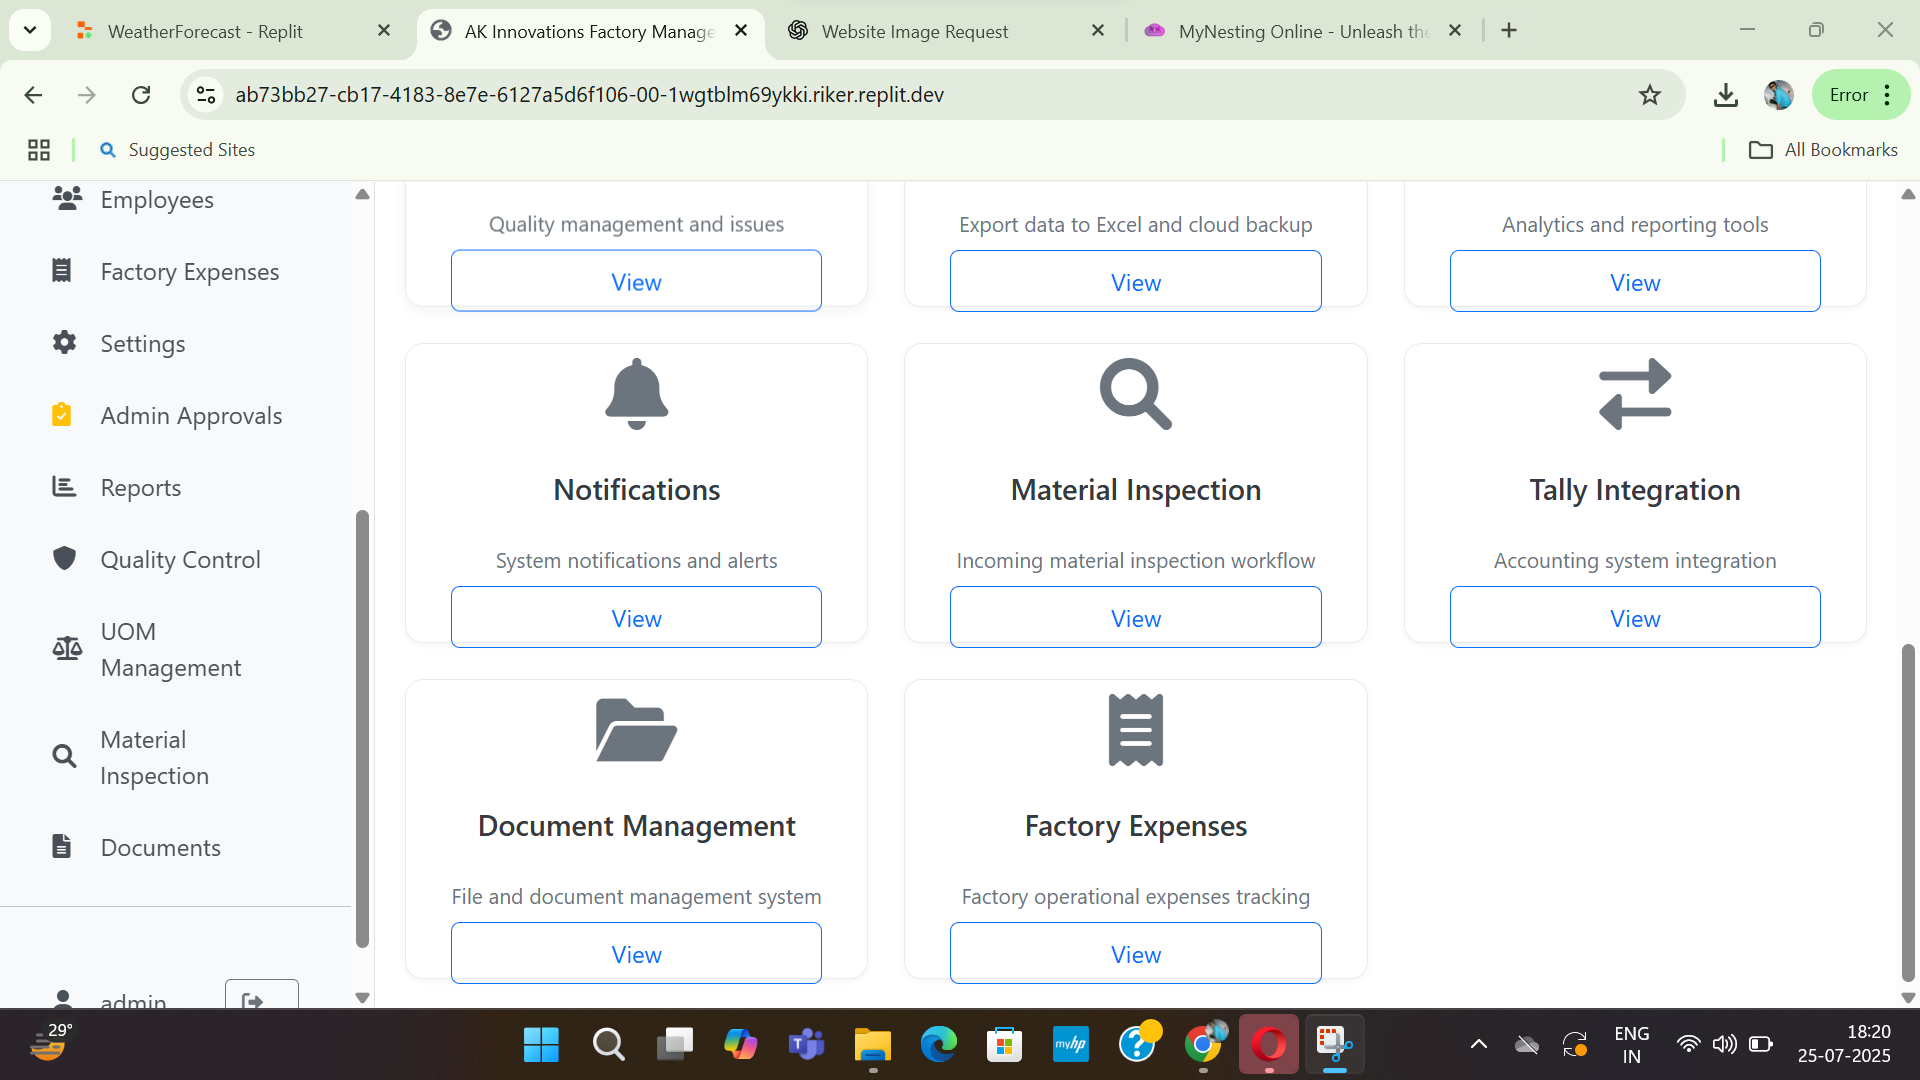 WeatherForecast - Replit
AK Innovations Factory Manage
Website Image Request
MyNesting Online - Unleash the
ab73bb27-cb17-4183-8e7e-6127a5d6f106-00-1wgtblm69ykki.riker.replit.dev
Error
Suggested Sites
All Bookmarks
Employees
Factory Expenses
Settings
Admin Approvals
Reports
Quality Control
UOM
Management
Material
Inspection
Documents
admin
Quality management and issues
View
Export data to Excel and cloud backup
View
Analytics and reporting tools
View
Notifications
System notifications and alerts
View
Material Inspection
Incoming material inspection workflow
View
Tally Integration
Accounting system integration
View
Document Management
File and document management system
View
Factory Expenses
Factory operational expenses tracking
View
29°
myhp
ENG
IN
18:20
25-07-2025